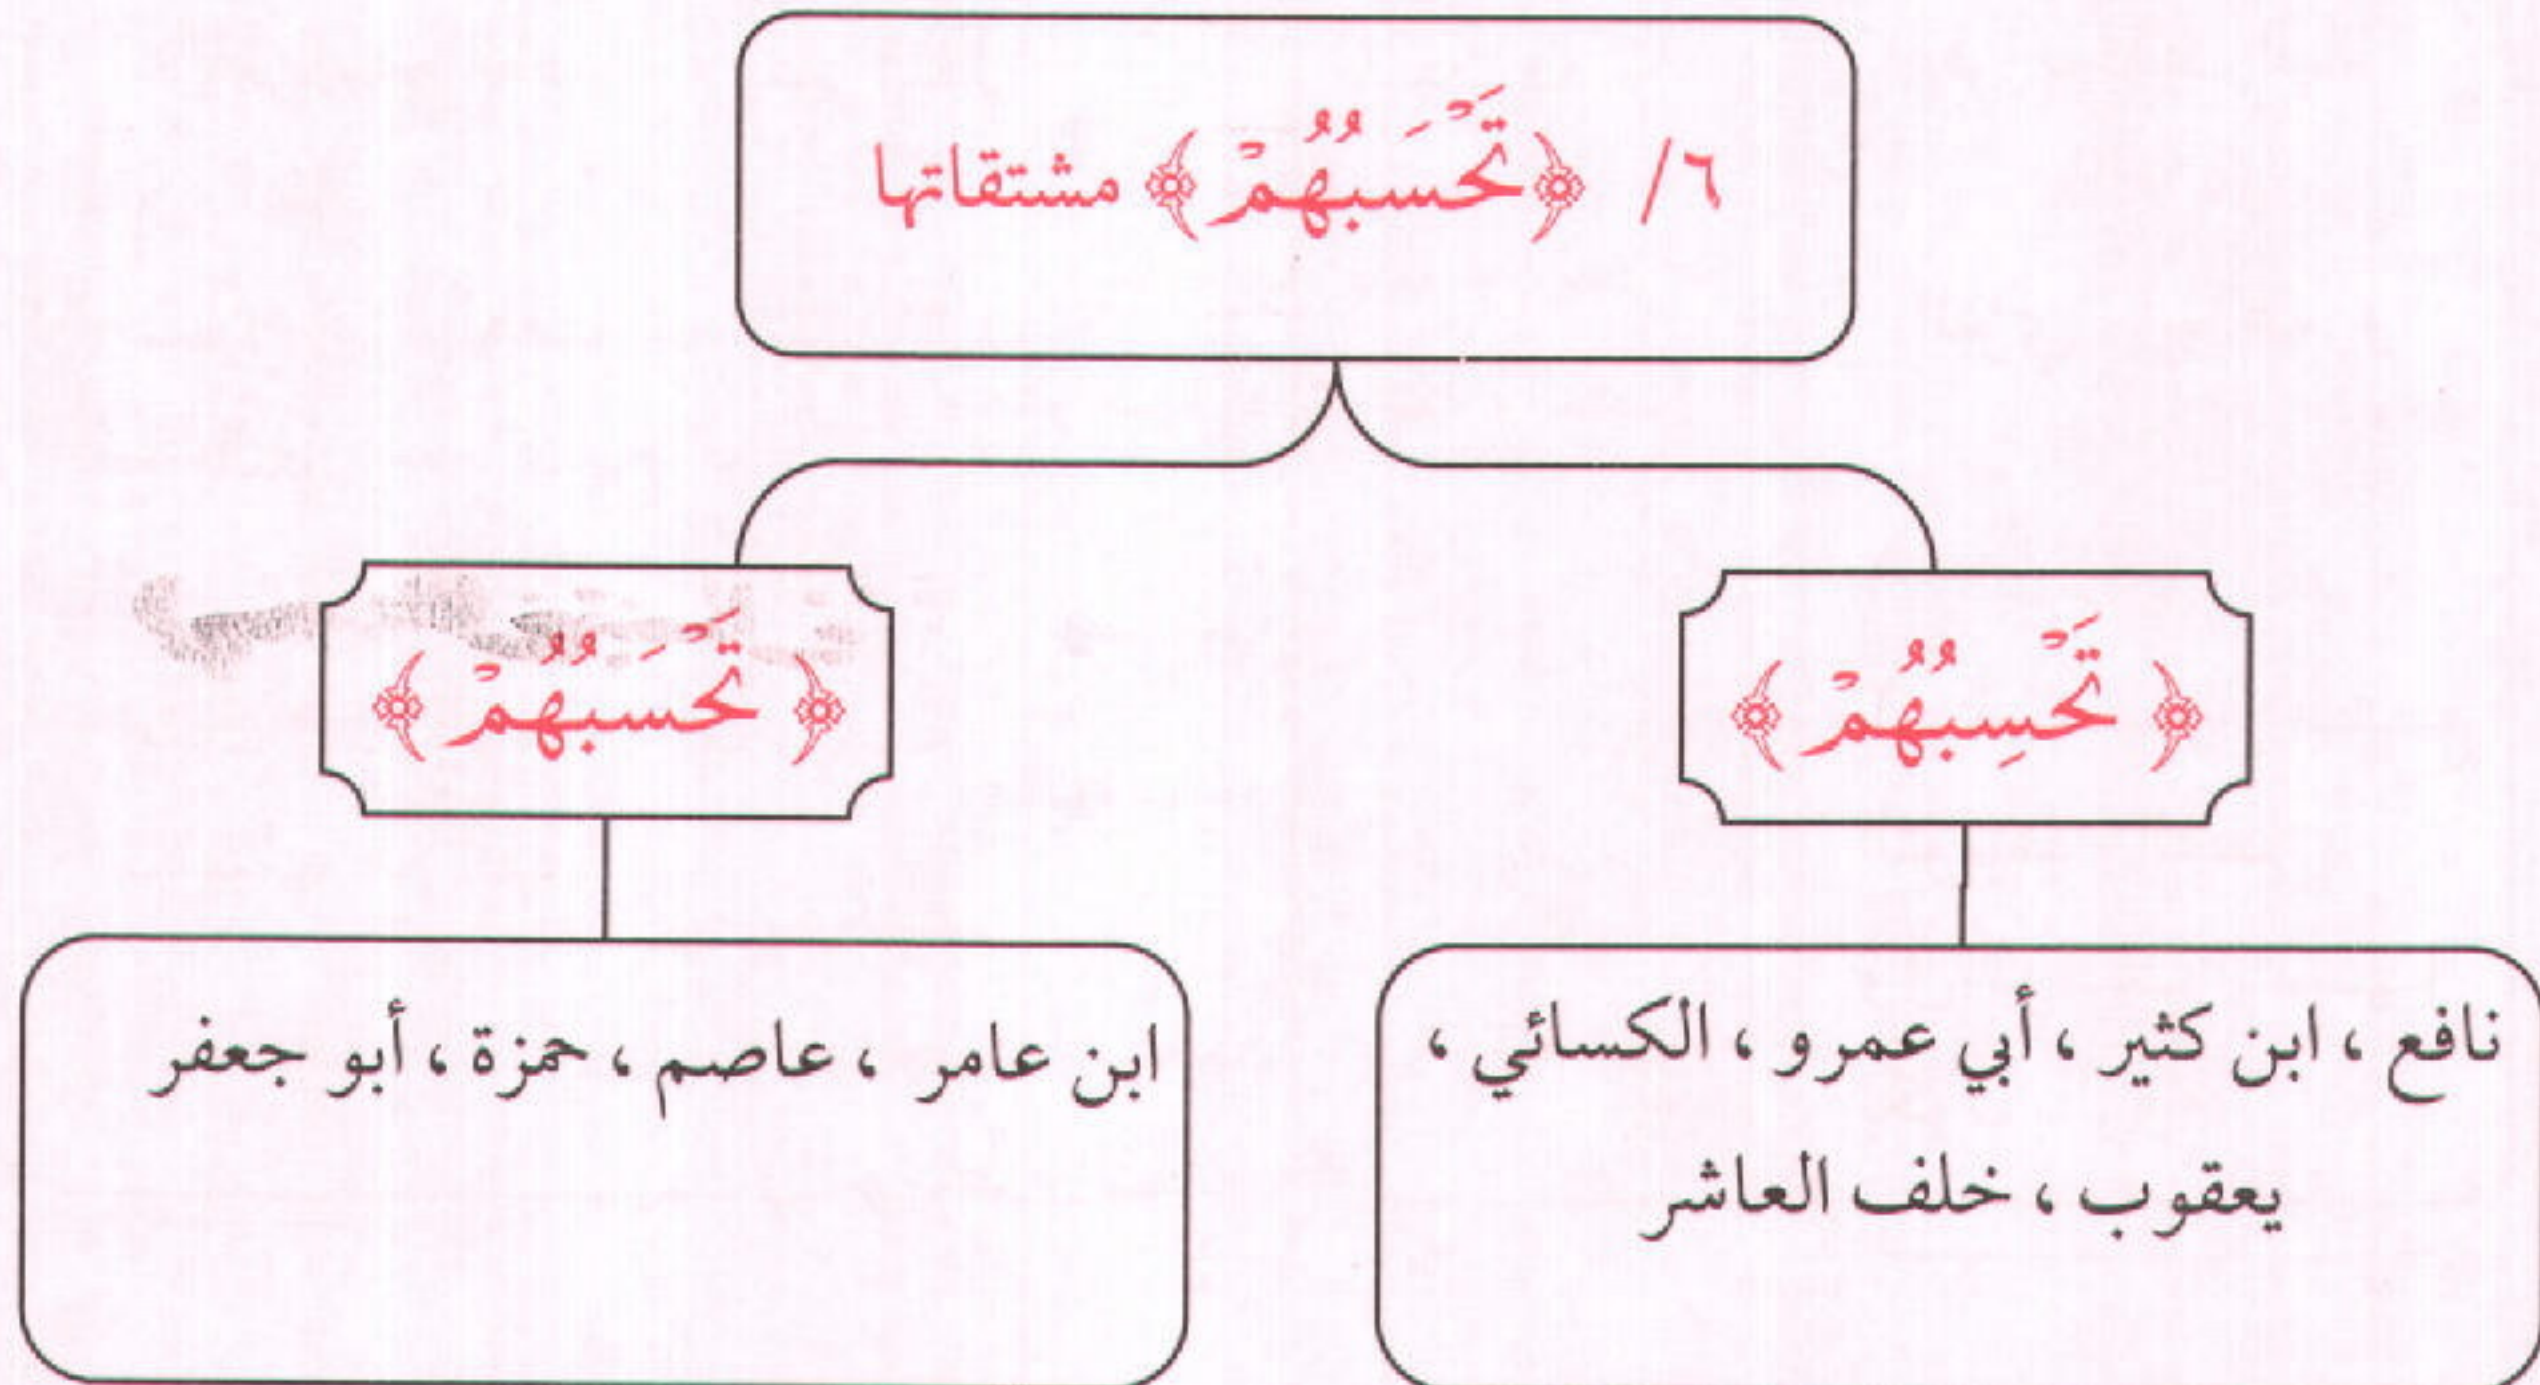 ٦/ ﴿تَحْسَبُهُمْ﴾ مشتقاتها
﴿ تَحْسِبُهُمْ ﴾
﴿ تَحْسَبُهُمْ ﴾
نافع ، ابن كثير ، أبي عمرو ، الكسائي ،
يعقوب ، خلف العاشر
ابن عامر ، عاصم ، حمزة ، أبو جعفر